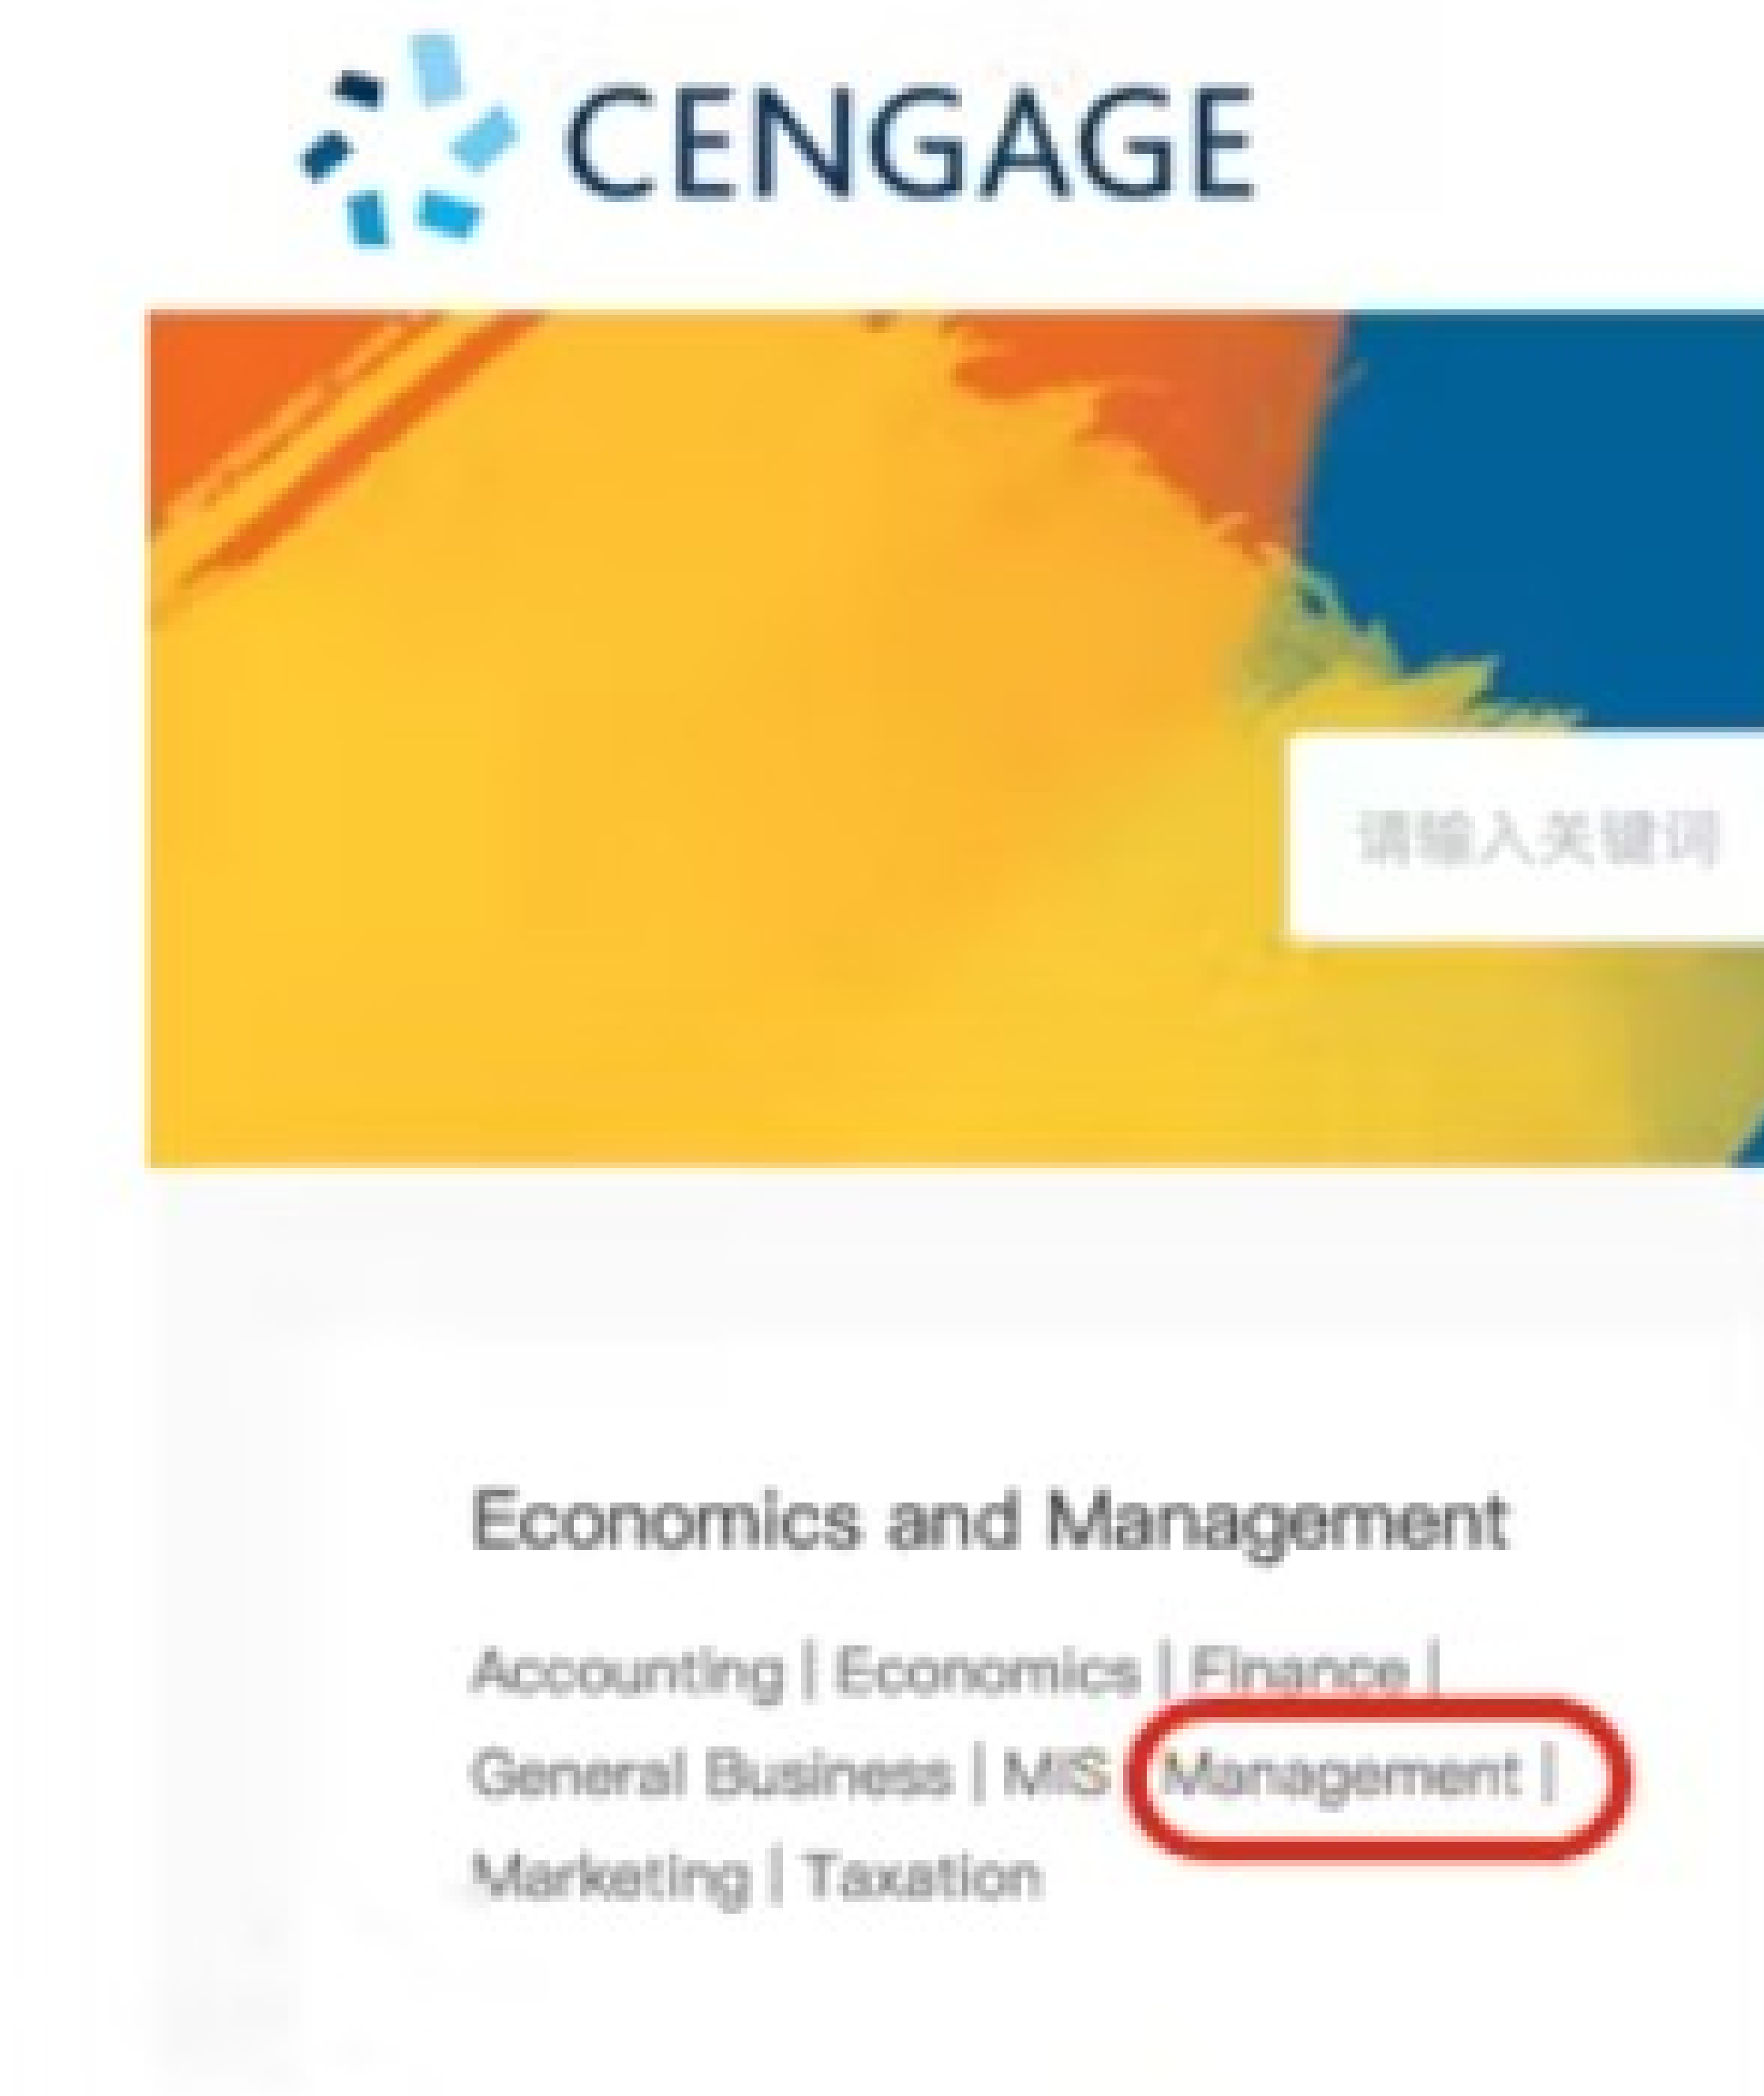 CENGAGE
请输入关键词
Economics and Management
Accounting | Economics | Finance |
General Business | MIS Management |
Marketing | Taxation